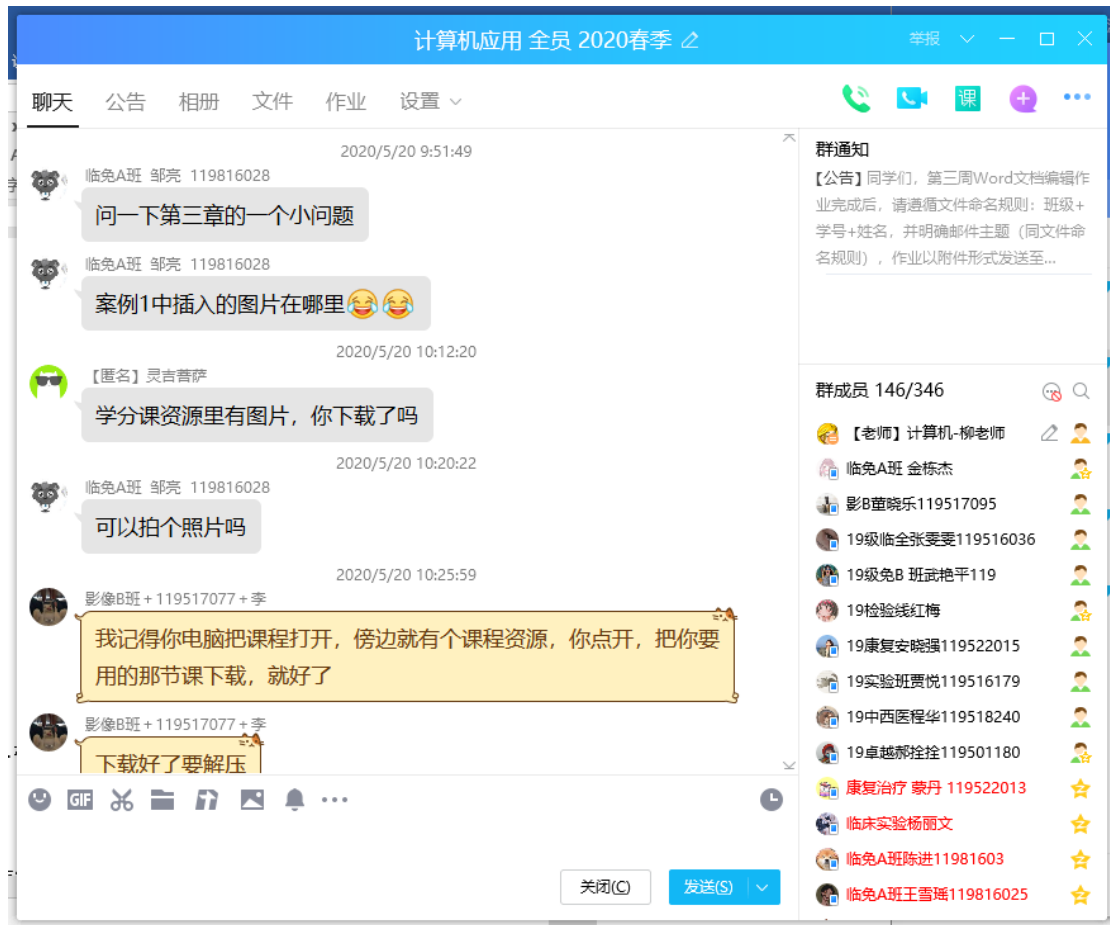 计算机应用 全员 2020春季
举报
聊天 公告 相册 文件 作业 设置
课
2020/5/20 9:51:49
临免A班 邹亮 119816028
问一下第三章的一个小问题
临免A班 邹亮 119816028
案例1中插入的图片在哪里😂😂
2020/5/20 10:12:20
【匿名】灵吉菩萨
学分课资源里有图片，你下载了吗
2020/5/20 10:20:22
临免A班 邹亮 119816028
可以拍个照片吗
2020/5/20 10:25:59
影像B班+119517077+李
我记得你电脑把课程打开，傍边就有个课程资源，你点开，把你要
用的那节课下载，就好了
影像B班+119517077+李
下载好了要解压
GIF
关闭(C)
发送(S)
群通知
【公告】同学们，第三周Word文档编辑作
业完成后，请遵循文件命名规则：班级+
学号+姓名，并明确邮件主题（同文件命
名规则），作业以附件形式发送至...
群成员 146/346
【老师】计算机-柳老师
临免A班 金栋杰
影B董晓乐119517095
19级临全张雯雯119516036
19级免B 班武艳平119
19检验线红梅
19康复安晓强119522015
19实验班贾悦119516179
19中西医程华119518240
19卓越郝拴拴119501180
康复治疗 蒙丹 119522013
临床实验杨丽文
临免A班陈进11981603
临免A班王雪瑶119816025